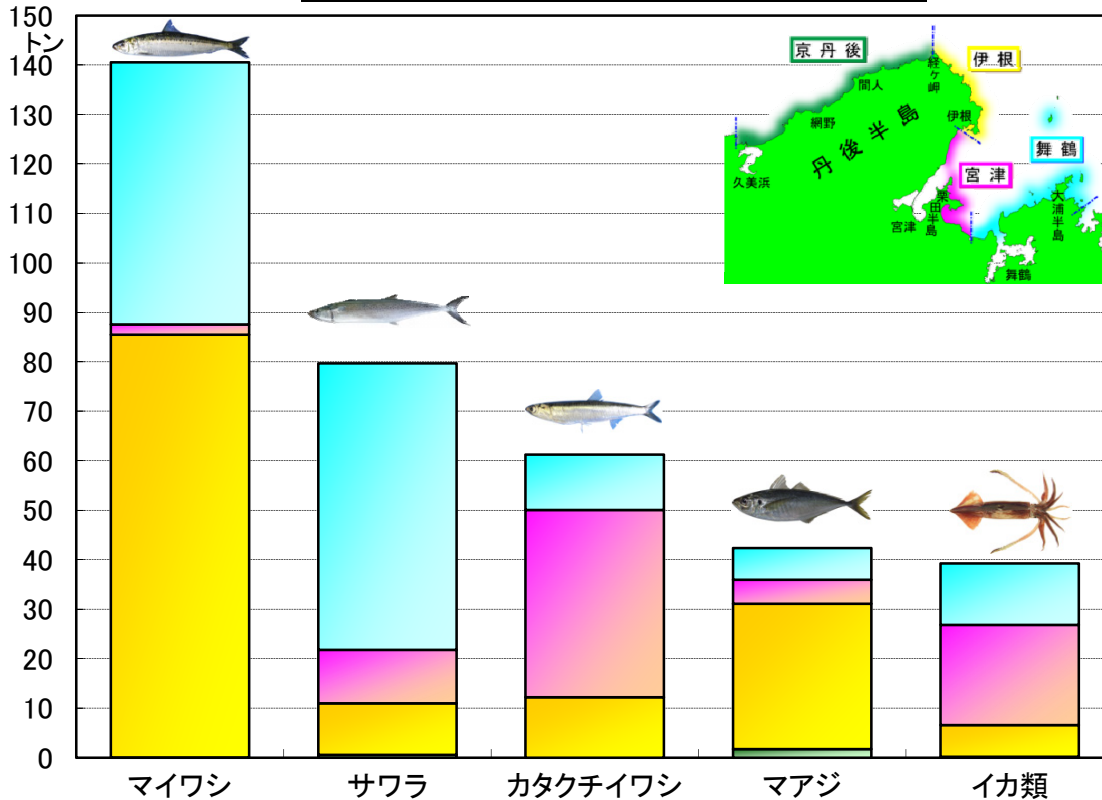 150
トン
140
130
120
110
100
90
80
70
60
50
40
30
20
10
0
マイワシ
サワラ
カタクチイワシ
マアジ
イカ類
京丹後
伊根
経ケ岬
間人
伊根
網野
丹後半島
舞鶴
久美浜
宮津
栗田半島
大浦半島
宮津
舞鶴